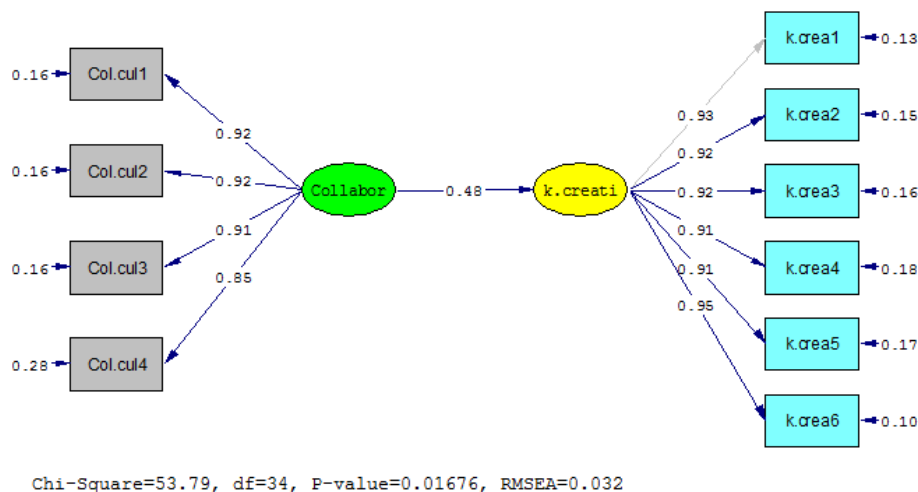 0.16
Col.cul1
0.92
0.16
Col.cul2
0.92
0.16
Col.cul3
0.91
0.28
Col.cul4
0.85
Collabor
0.48
k.creati
0.93
k.crea1
0.13
0.92
k.crea2
0.15
0.92
k.crea3
0.16
0.91
k.crea4
0.18
0.91
k.crea5
0.17
0.95
k.crea6
0.10
Chi-Square=53.79, df=34, P-value=0.01676, RMSEA=0.032